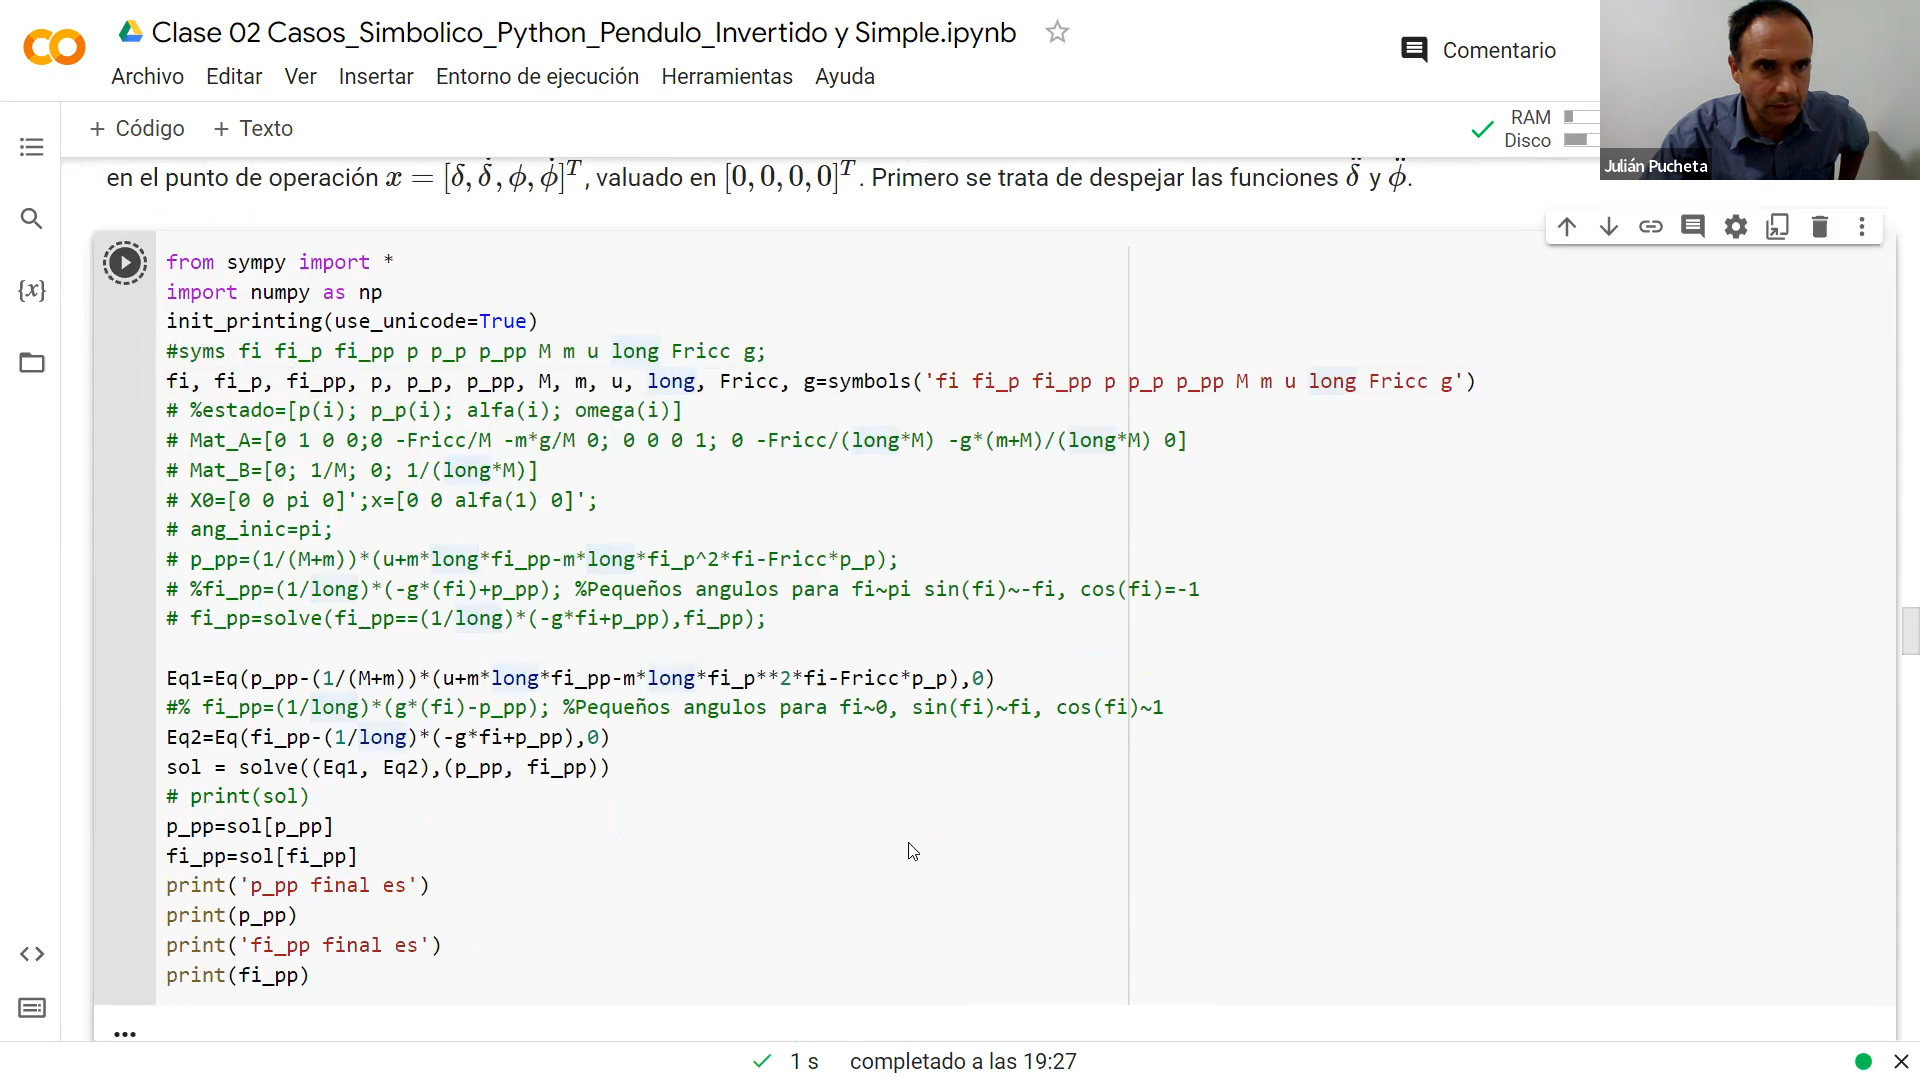 Clase 02 Casos_Simbolico_Python_Pendulo_Invertido y Simple.ipynb
Archivo Editar Ver Insertar Entorno de ejecución Herramientas Ayuda
Comentario
+ Código + Texto
RAM
Disco
Julián Pucheta
en el punto de operación x = [δ, δ̇, ϕ, ϕ̇]^T, valuado en [0, 0, 0, 0]^T. Primero se trata de despejar las funciones δ̈ y ϕ̈.
{x}
from sympy import *
import numpy as np
init_printing(use_unicode=True)
#syms fi fi_p fi_pp p p_p p_pp M m u long Fricc g;
fi, fi_p, fi_pp, p, p_p, p_pp, M, m, u, long, Fricc, g=symbols('fi fi_p fi_pp p p_p p_pp M m u long Fricc g')
# %estado=[p(i); p_p(i); alfa(i); omega(i)]
# Mat_A=[0 1 0 0;0 -Fricc/M -m*g/M 0; 0 0 0 1; 0 -Fricc/(long*M) -g*(m+M)/(long*M) 0]
# Mat_B=[0; 1/M; 0; 1/(long*M)]
# X0=[0 0 pi 0]';x=[0 0 alfa(1) 0]';
# ang_inic=pi;
# p_pp=(1/(M+m))*(u+m*long*fi_pp-m*long*fi_p^2*fi-Fricc*p_p);
# %fi_pp=(1/long)*(-g*(fi)+p_pp); %Pequeños angulos para fi~pi sin(fi)~-fi, cos(fi)=-1
# fi_pp=solve(fi_pp==(1/long)*(-g*fi+p_pp),fi_pp);
Eq1=Eq(p_pp-(1/(M+m))*(u+m*long*fi_pp-m*long*fi_p**2*fi-Fricc*p_p),0)
#% fi_pp=(1/long)*(g*(fi)-p_pp); %Pequeños angulos para fi~0, sin(fi)~fi, cos(fi)~1
Eq2=Eq(fi_pp-(1/long)*(-g*fi+p_pp),0)
sol = solve((Eq1, Eq2),(p_pp, fi_pp))
# print(sol)
p_pp=sol[p_pp]
fi_pp=sol[fi_pp]
print('p_pp final es')
print(p_pp)
print('fi_pp final es')
print(fi_pp)
1 s completado a las 19:27